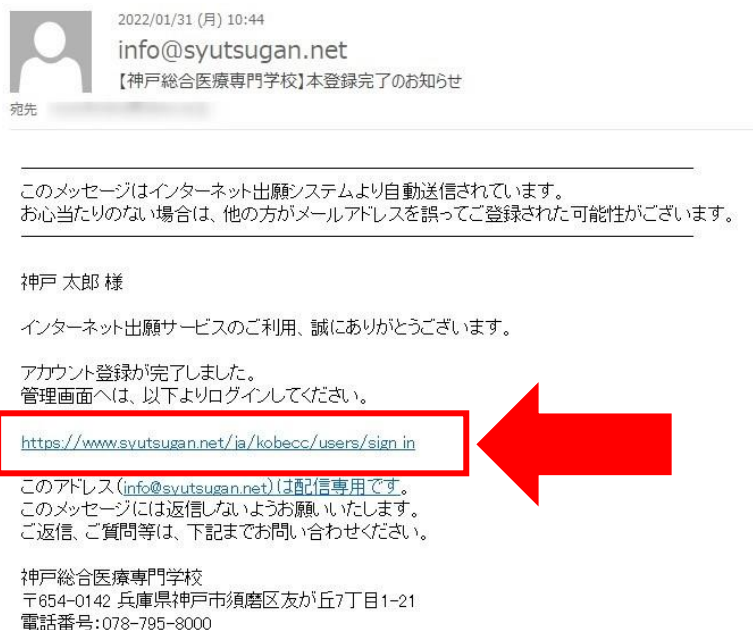 2022/01/31 (月) 10:44
info@syutsugan.net
【神戸総合医療専門学校】本登録完了のお知らせ
宛先
このメッセージはインターネット出願システムより自動送信されています。
お心当たりのない場合は、他の方がメールアドレスを誤ってご登録された可能性がございます。
神戸 太郎 様
インターネット出願サービスのご利用、誠にありがとうございます。
アカウント登録が完了しました。
管理画面へは、以下よりログインしてください。
https://www.syutsugan.net/ja/kobecc/users/sign_in
このアドレス(info@syutsugan.net)は配信専用です。
このメッセージには返信しないようお願いいたします。
ご返信、ご質問等は、下記までお問い合わせください。
神戸総合医療専門学校
〒654-0142 兵庫県神戸市須磨区友が丘7丁目1-21
電話番号:078-795-8000